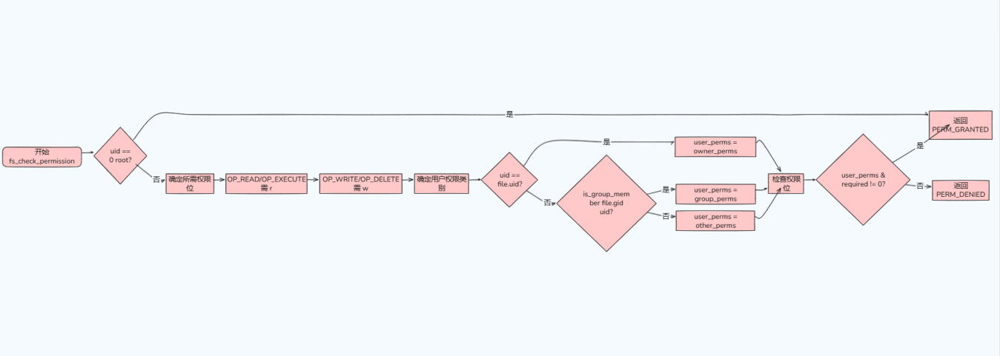 开始
fs_check_permission
uid ==
0 root?
是
否
确定所需权限
位
OP_READ/OP_EXECUTE
需 r
OP_WRITE/OP_DELETE
需 w
确定用户权限类
别
uid ==
file.uid?
是
否
is_group_mem
ber file.gid
uid?
是
否
user_perms =
owner_perms
user_perms =
group_perms
user_perms =
other_perms
检查权限
位
user_perms &
required != 0?
是
否
返回
PERM_GRANTED
返回
PERM_DENIED